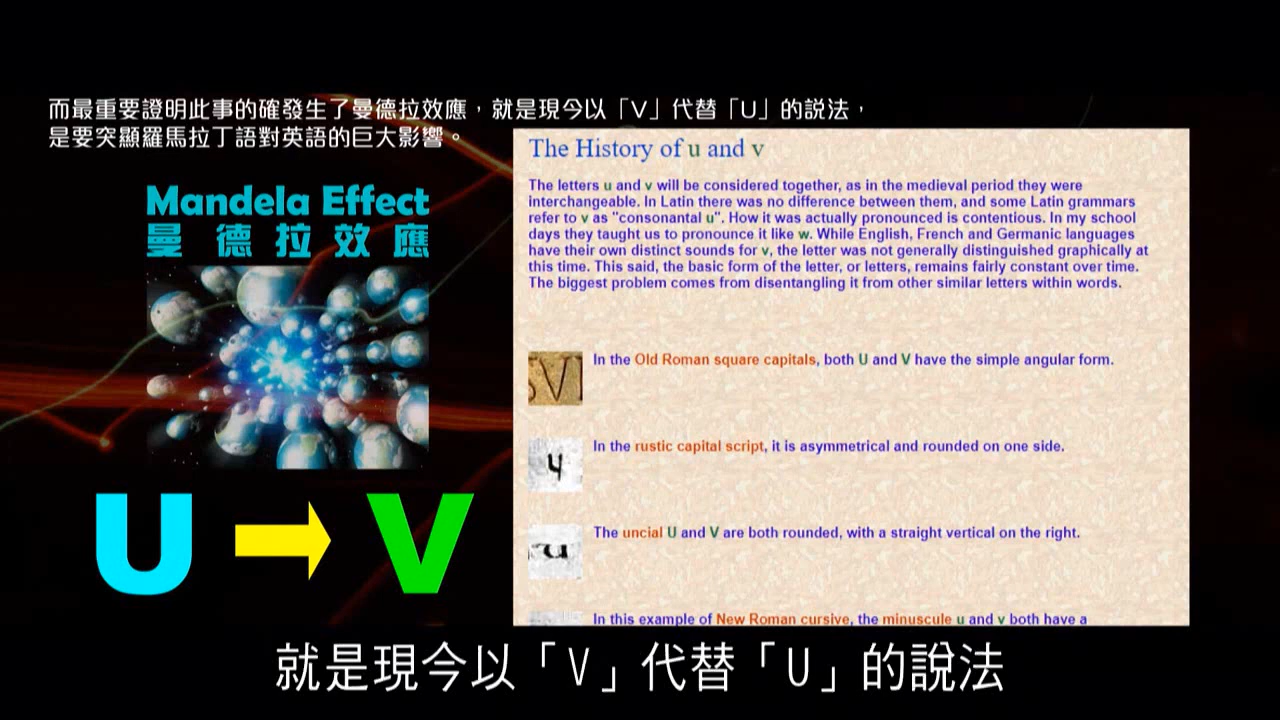 而最重要證明此事的確發生了曼德拉效應，就是現今以「V」代替「U」的說法，
是要突顯羅馬拉丁語對英語的巨大影響。
Mandela Effect
曼德拉效應
U
V
The History of u and v
The letters u and v will be considered together, as in the medieval period they were
interchangeable. In Latin there was no difference between them, and some Latin grammars
refer to v as "consonantal u". How it was actually pronounced is contentious. In my school
days they taught us to pronounce it like w. While English, French and Germanic languages
have their own distinct sounds for v, the letter was not generally distinguished graphically at
this time. This said, the basic form of the letter, or letters, remains fairly constant over time.
The biggest problem comes from disentangling it from other similar letters within words.
In the Old Roman square capitals, both U and V have the simple angular form.
In the rustic capital script, it is asymmetrical and rounded on one side.
u
The uncial U and V are both rounded, with a straight vertical on the right.
In this example of New Roman cursive, the minuscule u and v both have a
就是現今以「V」代替「U」的說法